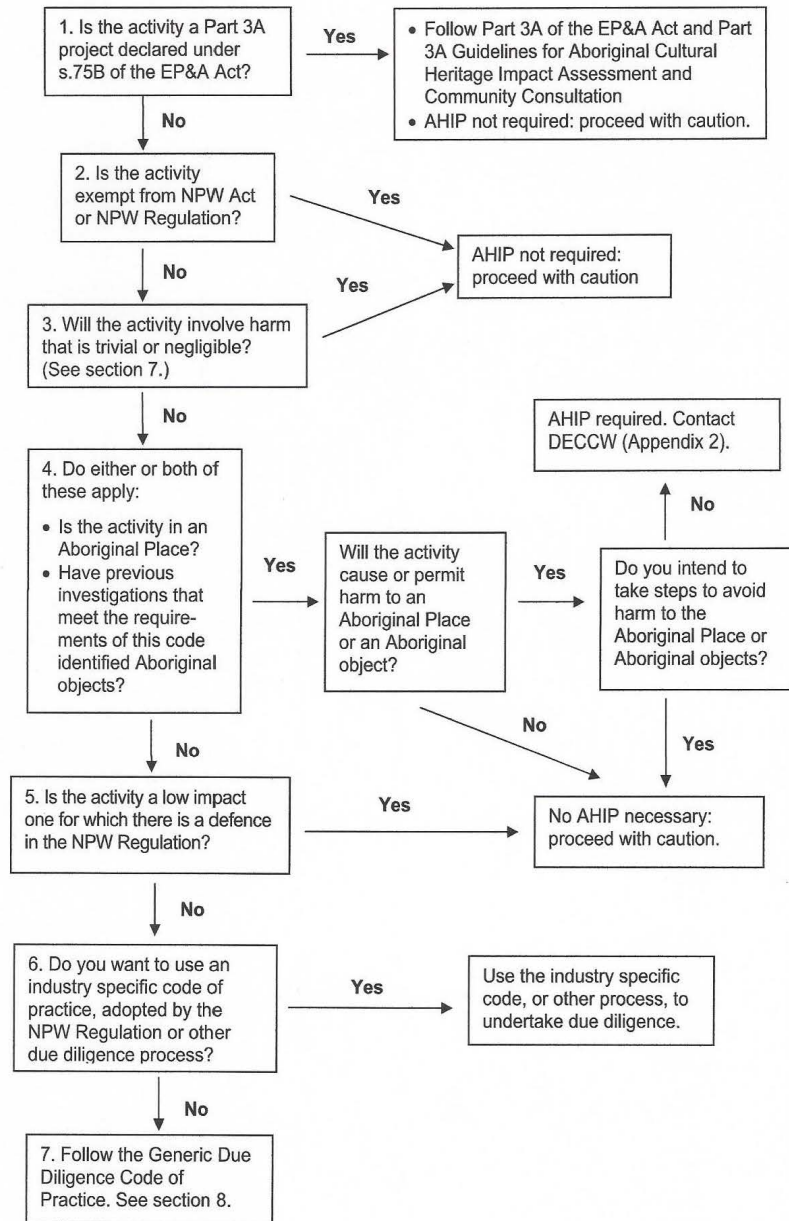 1. Is the activity a Part 3A
project declared under
s.75B of the EP&A Act?
Yes
• Follow Part 3A of the EP&A Act and Part
3A Guidelines for Aboriginal Cultural
Heritage Impact Assessment and
Community Consultation
• AHIP not required: proceed with caution.
No
2. Is the activity
exempt from NPW Act
or NPW Regulation?
Yes
AHIP not required:
proceed with caution
No
Yes
3. Will the activity involve harm
that is trivial or negligible?
(See section 7.)
No
AHIP required. Contact
DECCW (Appendix 2).
No
4. Do either or both of
these apply:
• Is the activity in an
Aboriginal Place?
• Have previous
investigations that
meet the require-
ments of this code
identified Aboriginal
objects?
Yes
Will the activity
cause or permit
harm to an
Aboriginal Place
or an Aboriginal
object?
Yes
Do you intend to
take steps to avoid
harm to the
Aboriginal Place or
Aboriginal objects?
No
No
Yes
5. Is the activity a low impact
one for which there is a defence
in the NPW Regulation?
Yes
No AHIP necessary:
proceed with caution.
No
6. Do you want to use an
industry specific code of
practice, adopted by the
NPW Regulation or other
due diligence process?
Yes
Use the industry specific
code, or other process, to
undertake due diligence.
No
7. Follow the Generic Due
Diligence Code of
Practice. See section 8.